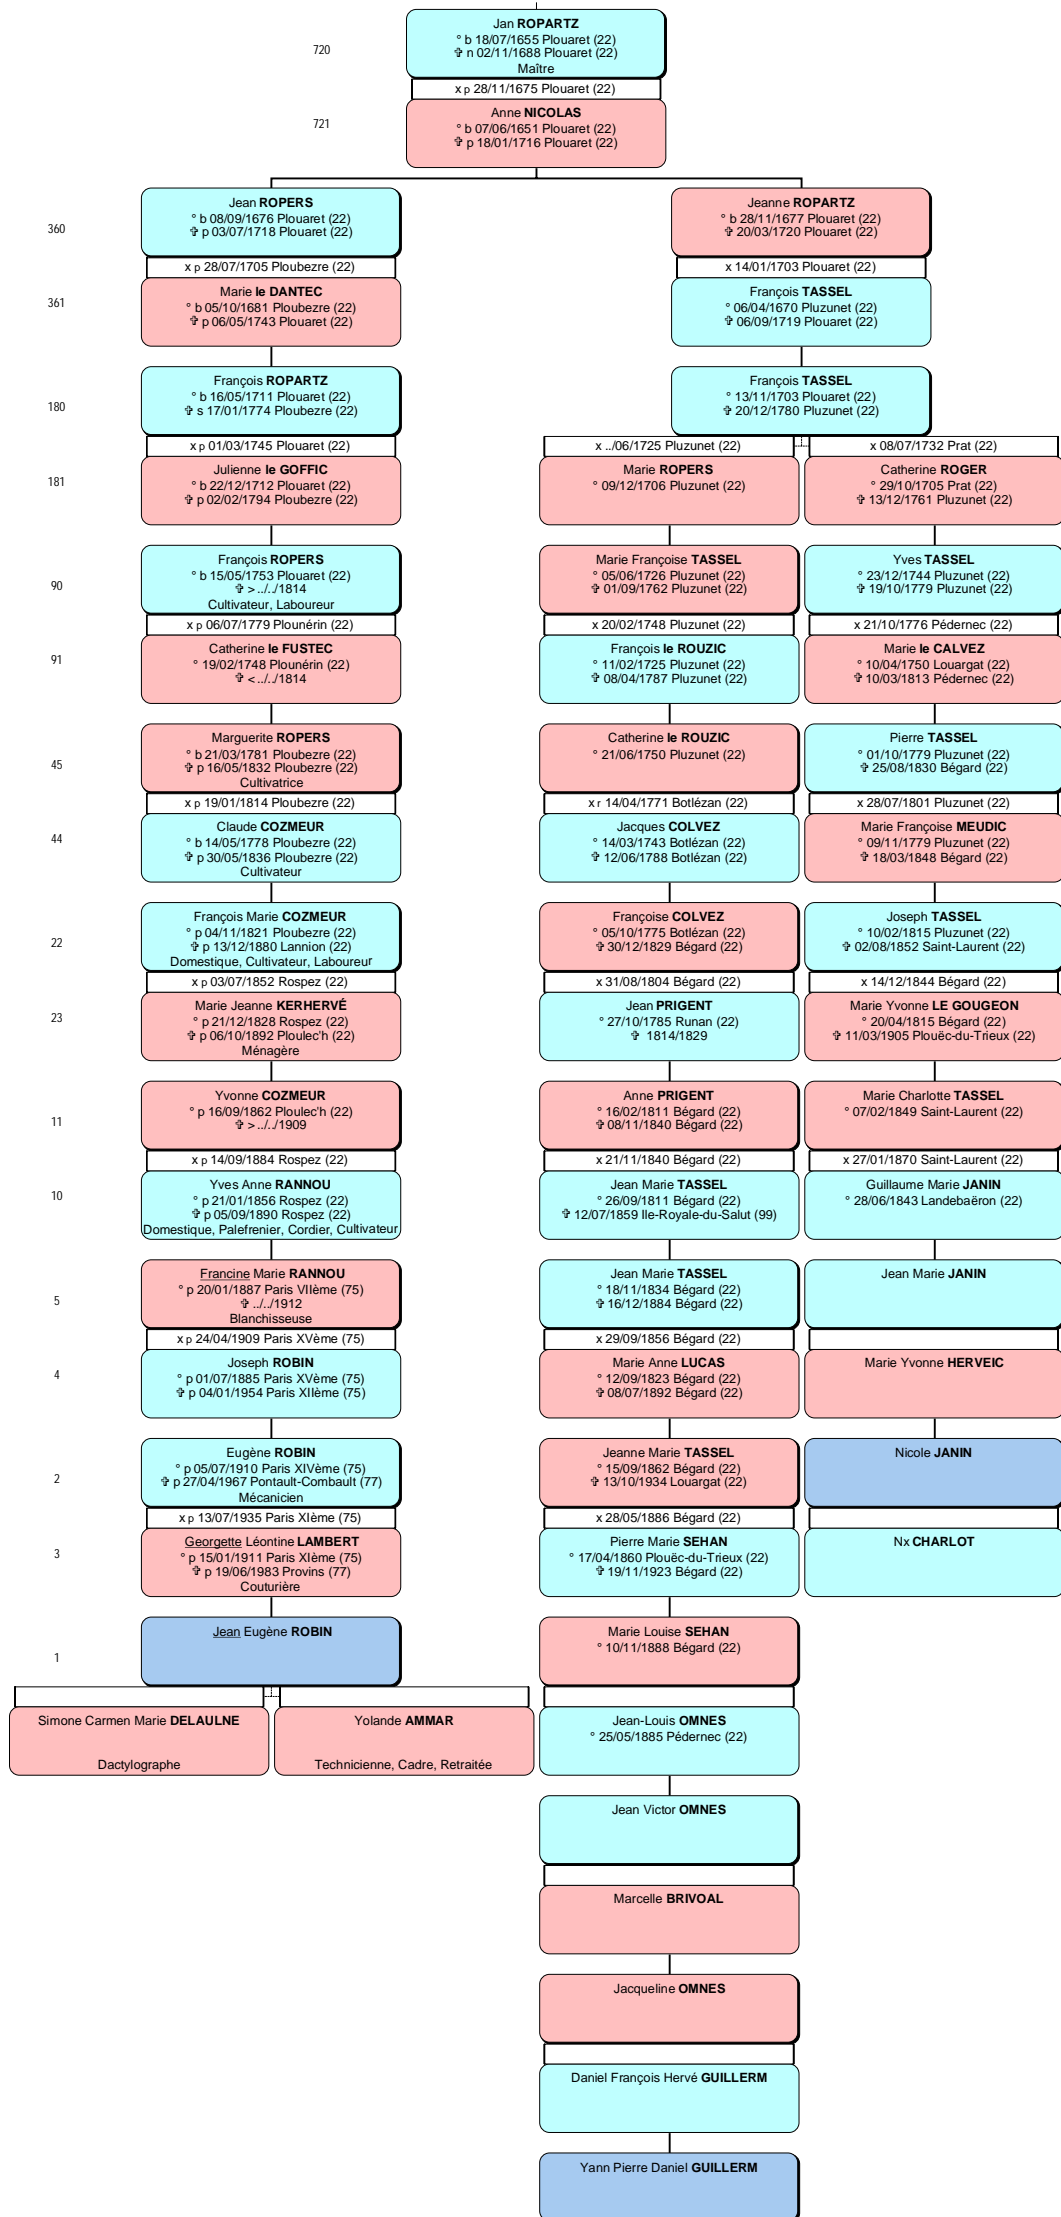 720
Jan ROPARTZ
° b 18/07/1655 Plouaret (22)
✞ n 02/11/1688 Plouaret (22)
Maître
x p 28/11/1675 Plouaret (22)
721
Anne NICOLAS
° b 07/06/1651 Plouaret (22)
✞ p 18/01/1716 Plouaret (22)
360
Jean ROPERS
° b 08/09/1676 Plouaret (22)
✞ p 03/07/1718 Plouaret (22)
x p 28/07/1705 Ploubezre (22)
361
Marie le DANTEC
° b 05/10/1681 Ploubezre (22)
✞ p 06/05/1743 Plouaret (22)
Jeanne ROPARTZ
° b 28/11/1677 Plouaret (22)
✞ 20/03/1720 Plouaret (22)
x 14/01/1703 Plouaret (22)
François TASSEL
° 06/04/1670 Pluzunet (22)
✞ 06/09/1719 Plouaret (22)
180
François ROPARTZ
° b 16/05/1711 Plouaret (22)
✞ s 17/01/1774 Ploubezre (22)
x p 01/03/1745 Plouaret (22)
181
Julienne le GOFFIC
° b 22/12/1712 Plouaret (22)
✞ p 02/02/1794 Ploubezre (22)
François TASSEL
° 13/11/1703 Plouaret (22)
✞ 20/12/1780 Pluzunet (22)
x ../06/1725 Pluzunet (22)
Marie ROPERS
° 09/12/1706 Pluzunet (22)
x 08/07/1732 Prat (22)
Catherine ROGER
° 29/10/1705 Prat (22)
✞ 13/12/1761 Pluzunet (22)
90
François ROPERS
° b 15/05/1753 Plouaret (22)
✞ > ../../1814
Cultivateur, Laboureur
x p 06/07/1779 Plounérin (22)
91
Catherine le FUSTEC
° 19/02/1748 Plounérin (22)
✞ < ../../1814
Marie Françoise TASSEL
° 05/06/1726 Pluzunet (22)
✞ 01/09/1762 Pluzunet (22)
x 20/02/1748 Pluzunet (22)
François le ROUZIC
° 11/02/1725 Pluzunet (22)
✞ 08/04/1787 Pluzunet (22)
Yves TASSEL
° 23/12/1744 Pluzunet (22)
✞ 19/10/1779 Pluzunet (22)
x 21/10/1776 Pédernec (22)
Marie le CALVEZ
° 10/04/1750 Louargat (22)
✞ 10/03/1813 Pédernec (22)
45
Marguerite ROPERS
° b 21/03/1781 Ploubezre (22)
✞ p 16/05/1832 Ploubezre (22)
Cultivatrice
x p 19/01/1814 Ploubezre (22)
44
Claude COZMEUR
° b 14/05/1778 Ploubezre (22)
✞ p 30/05/1836 Ploubezre (22)
Cultivateur
Catherine le ROUZIC
° 21/06/1750 Pluzunet (22)
x r 14/04/1771 Botlézan (22)
Jacques COLVEZ
° 14/03/1743 Botlézan (22)
✞ 12/06/1788 Botlézan (22)
Pierre TASSEL
° 01/10/1779 Pluzunet (22)
✞ 25/08/1830 Bégard (22)
x 28/07/1801 Pluzunet (22)
Marie Françoise MEUDIC
° 09/11/1779 Pluzunet (22)
✞ 18/03/1848 Bégard (22)
22
François Marie COZMEUR
° p 04/11/1821 Ploubezre (22)
✞ p 13/12/1880 Lannion (22)
Domestique, Cultivateur, Laboureur
x p 03/07/1852 Rospez (22)
23
Marie Jeanne KERHERVÉ
° p 21/12/1828 Rospez (22)
✞ p 06/10/1892 Ploulec'h (22)
Ménagère
Françoise COLVEZ
° 05/10/1775 Botlézan (22)
✞ 30/12/1829 Bégard (22)
x 31/08/1804 Bégard (22)
Jean PRIGENT
° 27/10/1785 Runan (22)
✞ 1814/1829
Joseph TASSEL
° 10/02/1815 Pluzunet (22)
✞ 02/08/1852 Saint-Laurent (22)
x 14/12/1844 Bégard (22)
Marie Yvonne LE GOUGEON
° 20/04/1815 Bégard (22)
✞ 11/03/1905 Plouëc-du-Trieux (22)
11
Yvonne COZMEUR
° p 16/09/1862 Ploulec'h (22)
✞ > ../../1909
x p 14/09/1884 Rospez (22)
10
Yves Anne RANNOU
° p 21/01/1856 Rospez (22)
✞ p 05/09/1890 Rospez (22)
Domestique, Palefrenier, Cordier, Cultivateur
Anne PRIGENT
° 16/02/1811 Bégard (22)
✞ 08/11/1840 Bégard (22)
x 21/11/1840 Bégard (22)
Jean Marie TASSEL
° 26/09/1811 Bégard (22)
✞ 12/07/1859 Ile-Royale-du-Salut (99)
Marie Charlotte TASSEL
° 07/02/1849 Saint-Laurent (22)
x 27/01/1870 Saint-Laurent (22)
Guillaume Marie JANIN
° 28/06/1843 Landebaëron (22)
5
Francine Marie RANNOU
° p 20/01/1887 Paris VIIème (75)
✞ ../../1912
Blanchisseuse
x p 24/04/1909 Paris XVème (75)
4
Joseph ROBIN
° p 01/07/1885 Paris XVème (75)
✞ p 04/01/1954 Paris XIIème (75)
Jean Marie TASSEL
° 18/11/1834 Bégard (22)
✞ 16/12/1884 Bégard (22)
x 29/09/1856 Bégard (22)
Marie Anne LUCAS
° 12/09/1823 Bégard (22)
✞ 08/07/1892 Bégard (22)
Jean Marie JANIN
Marie Yvonne HERVEIC
2
Eugène ROBIN
° p 05/07/1910 Paris XIVème (75)
✞ p 27/04/1967 Pontault-Combault (77)
Mécanicien
x p 13/07/1935 Paris XIème (75)
3
Georgette Léontine LAMBERT
° p 15/01/1911 Paris XIème (75)
✞ p 19/06/1983 Provins (77)
Couturière
Jeanne Marie TASSEL
° 15/09/1862 Bégard (22)
✞ 13/10/1934 Louargat (22)
x 28/05/1886 Bégard (22)
Pierre Marie SEHAN
° 17/04/1860 Plouëc-du-Trieux (22)
✞ 19/11/1923 Bégard (22)
Nicole JANIN
Nx CHARLOT
1
Jean Eugène ROBIN
Simone Carmen Marie DELAULNE
Dactylographe
Yolande AMMAR
Technicienne, Cadre, Retraitée
Marie Louise SEHAN
° 10/11/1888 Bégard (22)
Jean-Louis OMNES
° 25/05/1885 Pédernec (22)
Jean Victor OMNES
Marcelle BRIVOAL
Jacqueline OMNES
Daniel François Hervé GUILLERM
Yann Pierre Daniel GUILLERM